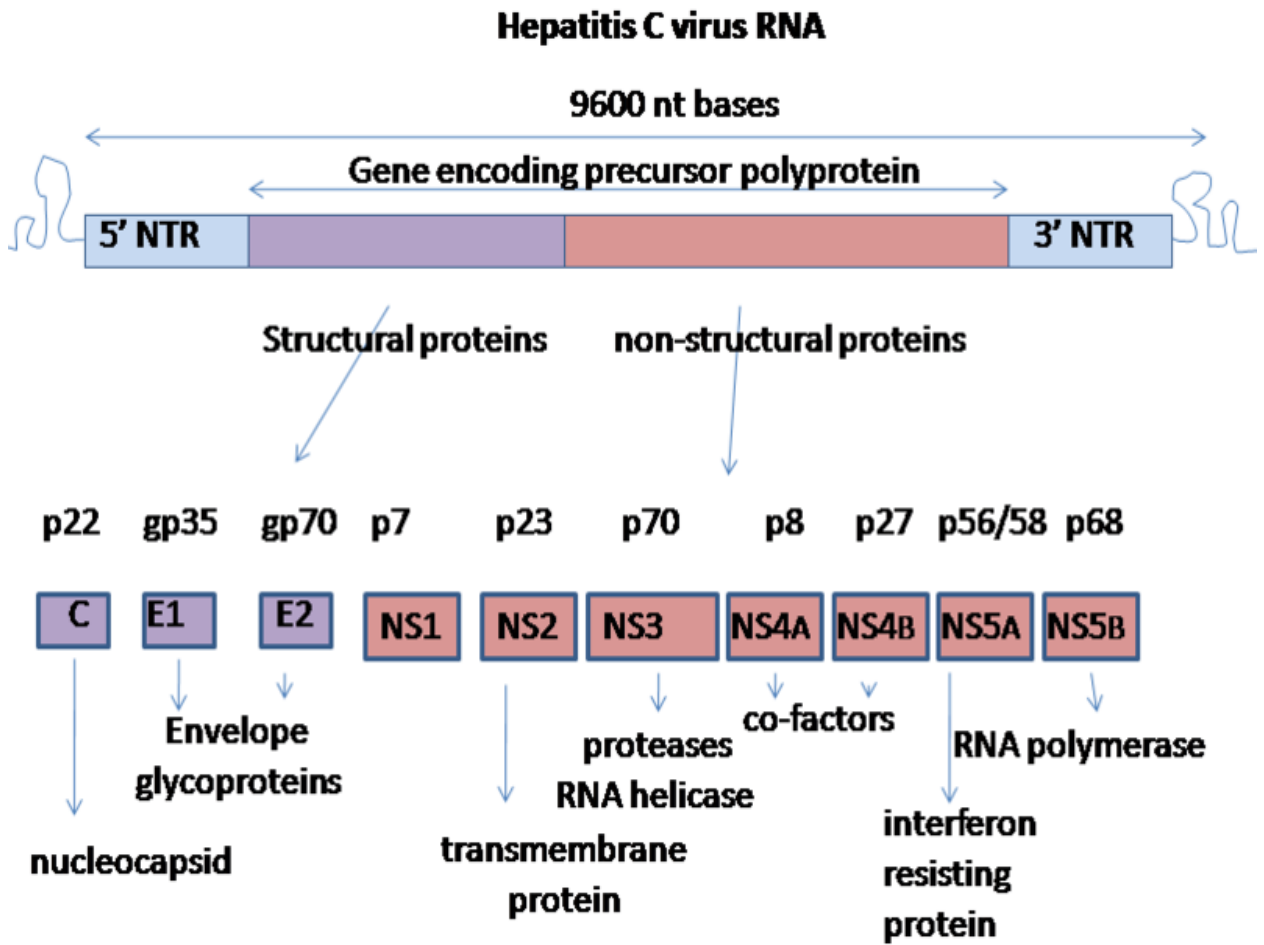 Hepatitis C virus RNA
9600 nt bases
Gene encoding precursor polyprotein
5’ NTR
3’ NTR
Structural proteins
non-structural proteins
p22 gp35 gp70 p7 p23 p70 p8 p27 p56/58 p68
C E1 E2 NS1 NS2 NS3 NS4A NS4B NS5A NS5B
nucleocapsid
Envelope
glycoproteins
transmembrane
protein
proteases
RNA helicase
co-factors
interferon
resisting
protein
RNA polymerase